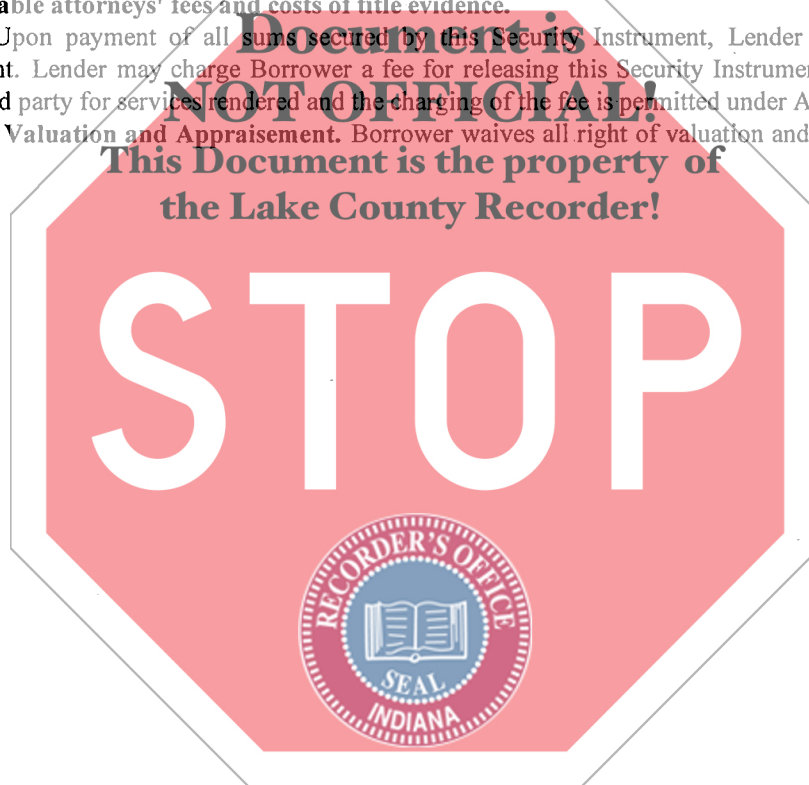 able attorneys' fees and costs of title evidence.
Document is
Upon payment of all sums secured by this Security Instrument, Lender
nt. Lender may charge Borrower a fee for releasing this Security Instrume
NOT OFFICIAL!
d party for services rendered and the charging of the fee is permitted under A
Valuation and Appraisement. Borrower waives all right of valuation and
This Document is the property of
the Lake County Recorder!
STOP
RECORDER'S OFFICE
SEAL
INDIANA